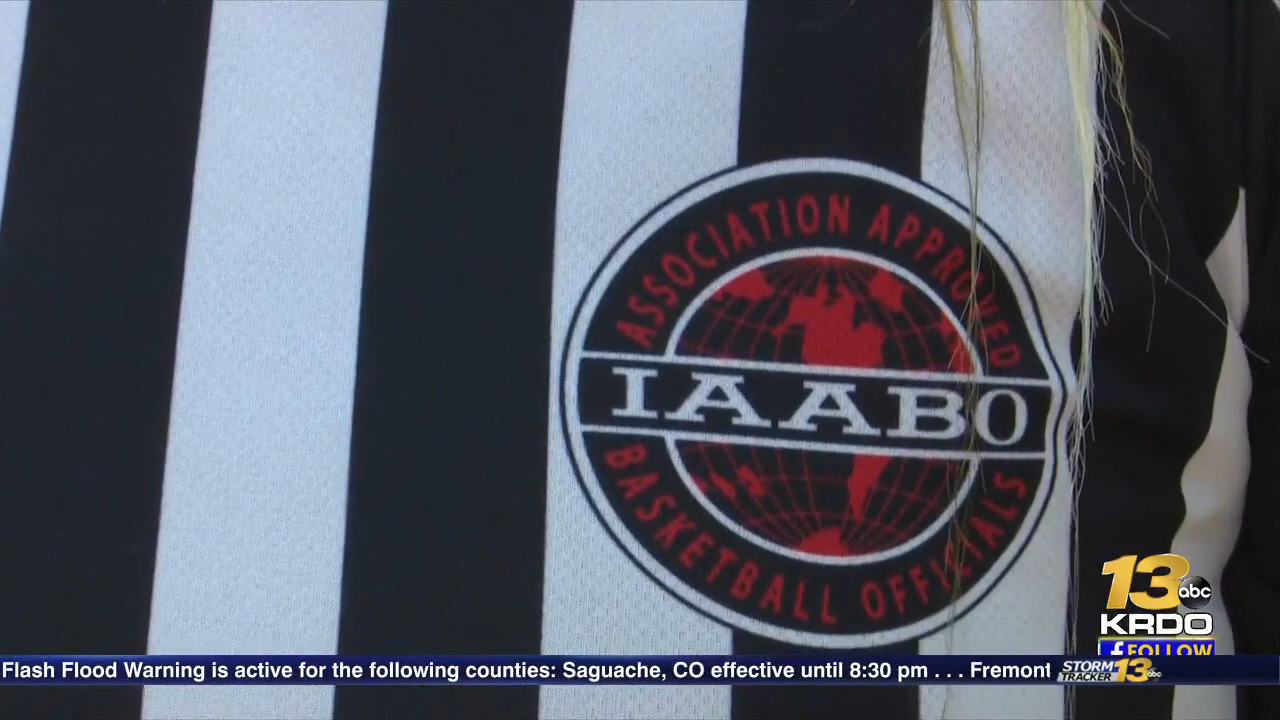 ASSOCIATION APPROVED
IAABO
BASKETBALL OFFICIALS
13 abc
KRDO
f FOLLOW
Flash Flood Warning is active for the following counties: Saguache, CO effective until 8:30 pm . . . Fremont
STORM TRACKER 13 abc